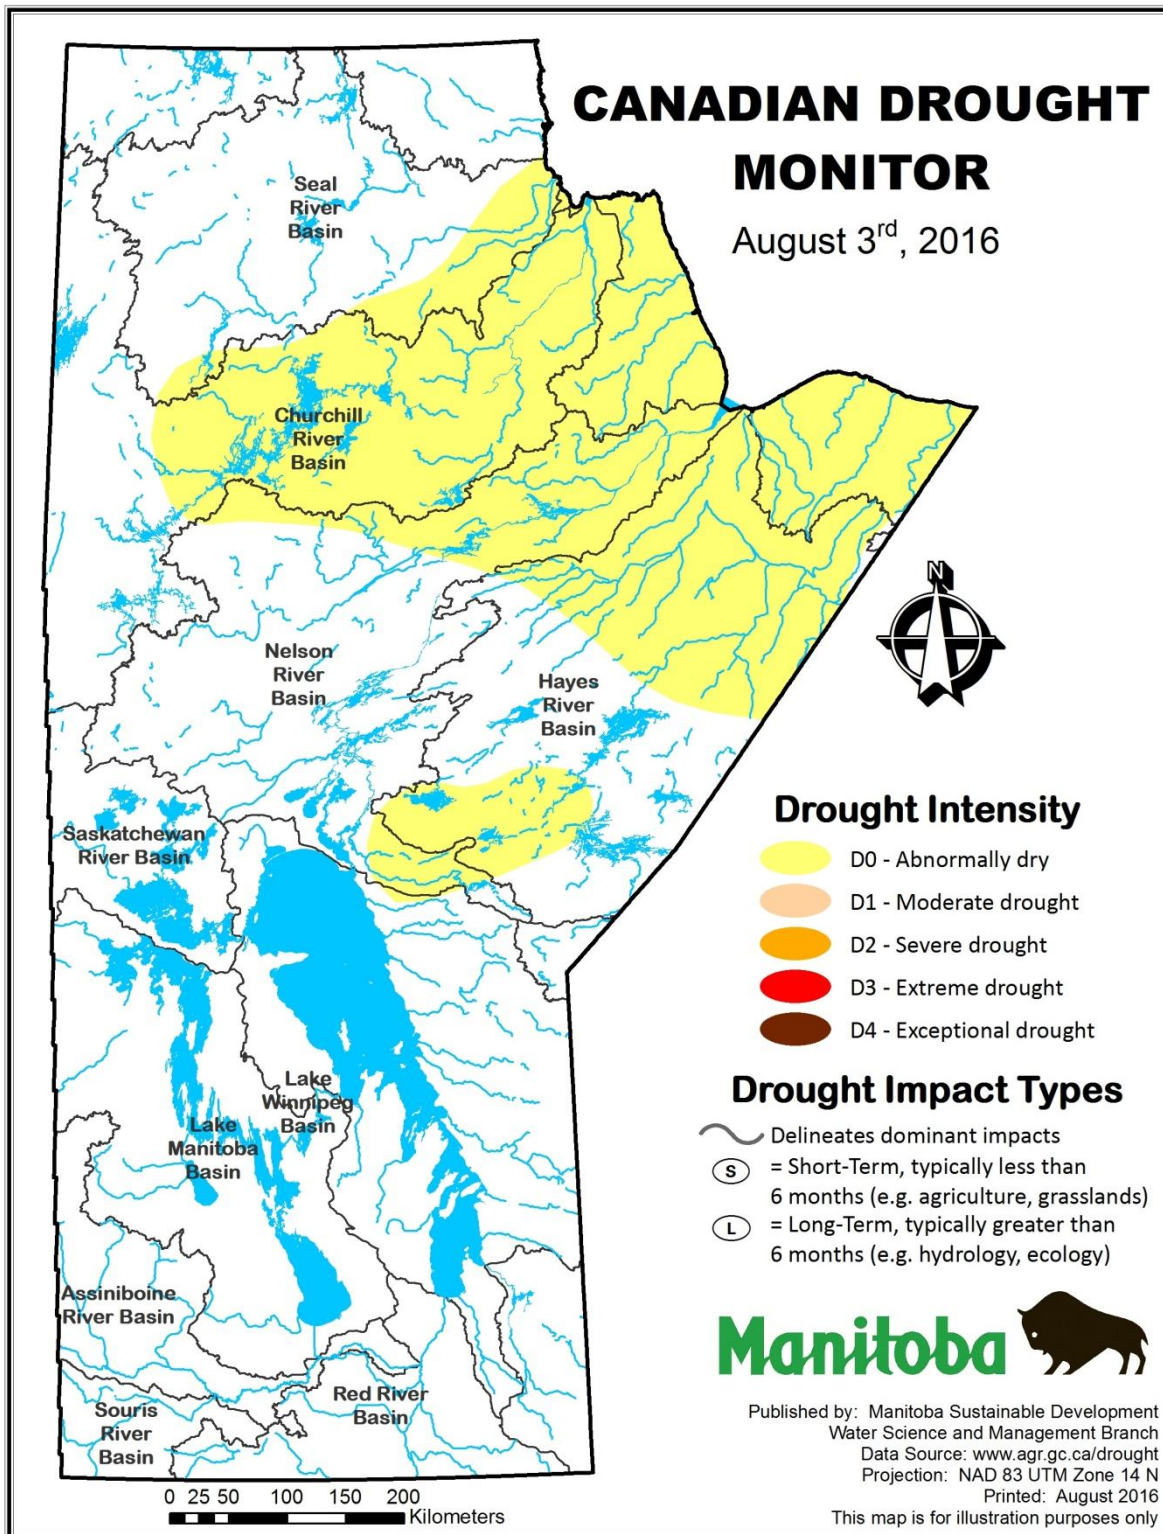 CANADIAN DROUGHT
MONITOR
August 3rd, 2016
Seal
River
Basin
Churchill
River
Basin
N
Nelson
River
Basin
Hayes
River
Basin
Saskatchewan
River Basin
Lake
Winnipeg
Basin
Lake
Manitoba
Basin
Assiniboine
River Basin
Red River
Basin
Souris
River
Basin
Drought Intensity
D0 - Abnormally dry
D1 - Moderate drought
D2 - Severe drought
D3 - Extreme drought
D4 - Exceptional drought
Drought Impact Types
Delineates dominant impacts
S = Short-Term, typically less than
6 months (e.g. agriculture, grasslands)
L = Long-Term, typically greater than
6 months (e.g. hydrology, ecology)
Manitoba
Published by: Manitoba Sustainable Development
Water Science and Management Branch
Data Source: www.agr.gc.ca/drought
Projection: NAD 83 UTM Zone 14 N
Printed: August 2016
This map is for illustration purposes only
0 25 50 100 150 200
Kilometers